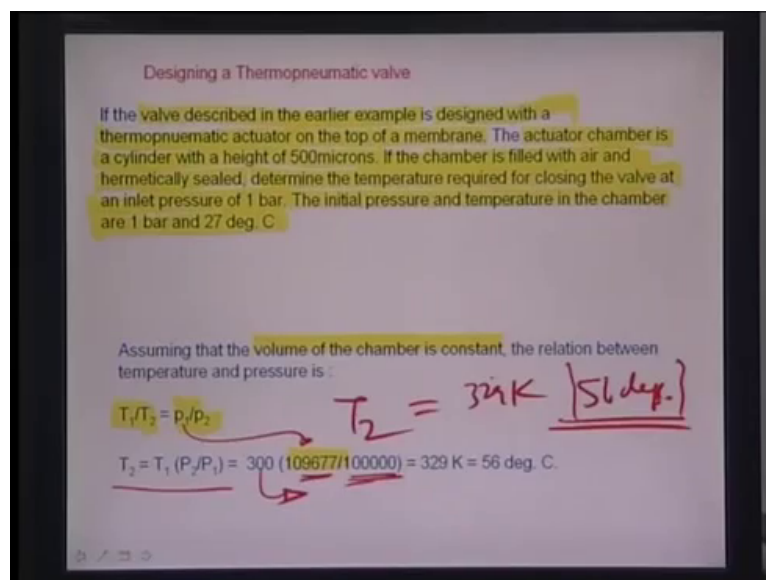 Designing a Thermopneumatic valve
If the valve described in the earlier example is designed with a
thermopnuematic actuator on the top of a membrane. The actuator chamber is
a cylinder with a height of 500microns. If the chamber is filled with air and
hermetically sealed, determine the temperature required for closing the valve at
an inlet pressure of 1 bar. The initial pressure and temperature in the chamber
are 1 bar and 27 deg. C
Assuming that the volume of the chamber is constant, the relation between
temperature and pressure is :
T₁/T₂ = p₁/p₂
T₂ = 329K |56 deg.|
T₂ = T₁ (P₂/P₁) = 300 (109677/100000) = 329 K = 56 deg. C.